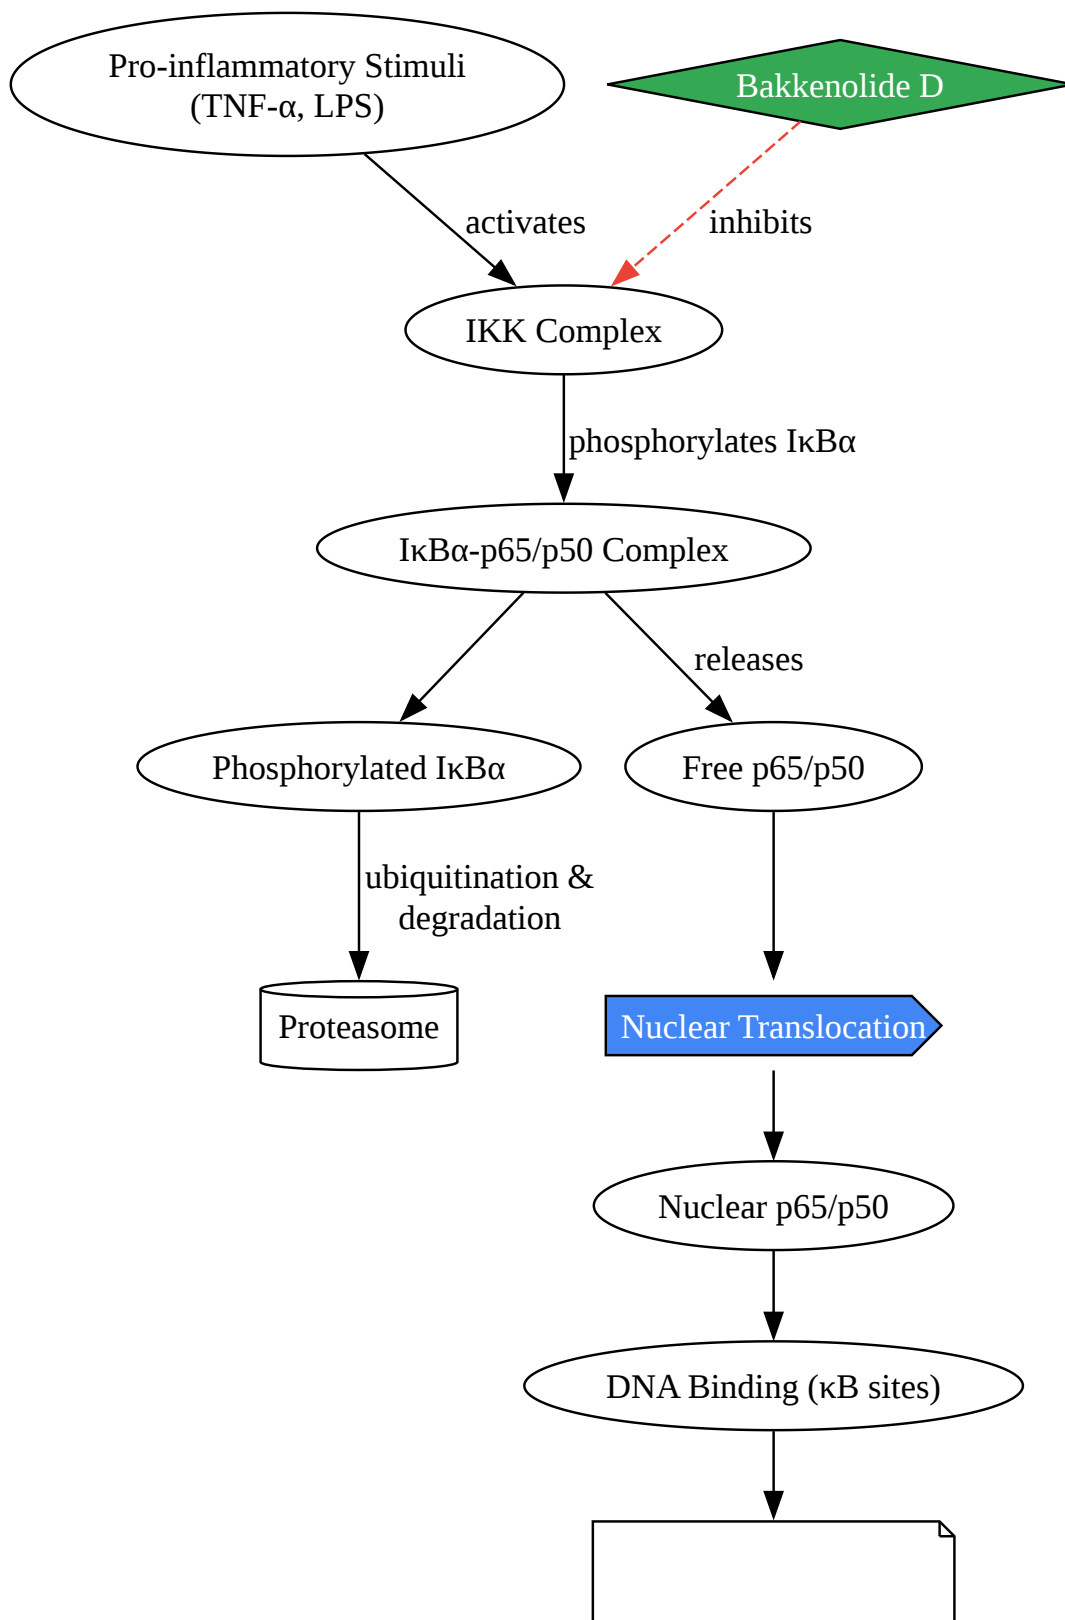 Pro-inflammatory Stimuli
(TNF-α, LPS)
Bakkenolide D
activates
inhibits
IKK Complex
phosphorylates IκBα
IκBα-p65/p50 Complex
releases
Phosphorylated IκBα
Free p65/p50
ubiquitination &
degradation
Proteasome
Nuclear Translocation
Nuclear p65/p50
DNA Binding (κB sites)